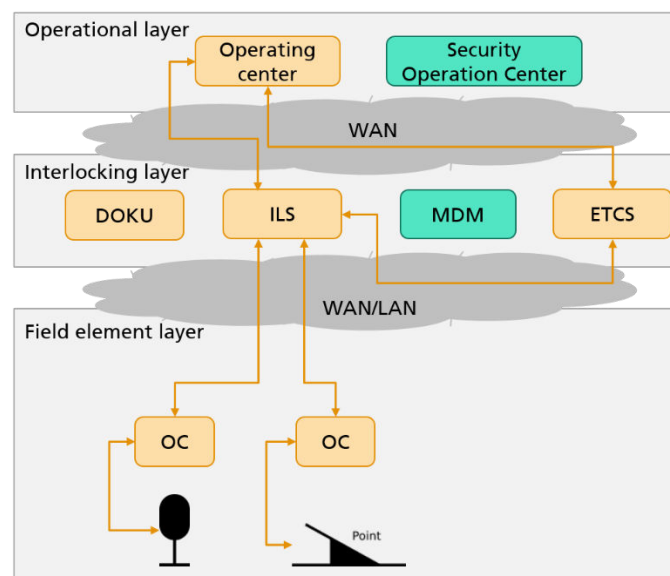 Operational layer
Operating
center
Security
Operation Center
WAN
Interlocking layer
DOKU
ILS
MDM
ETCS
WAN/LAN
Field element layer
OC
OC
Point